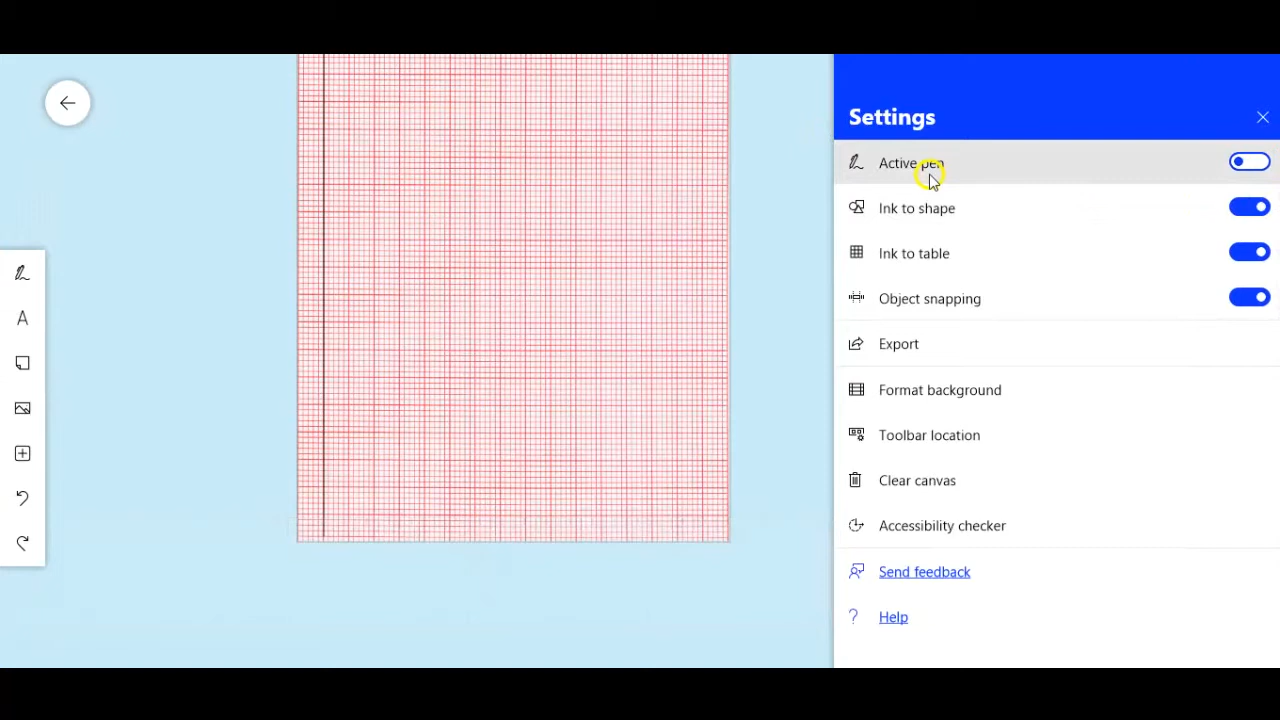 Settings
Active pen
Ink to shape
Ink to table
Object snapping
Export
Format background
Toolbar location
Clear canvas
Accessibility checker
Send feedback
Help